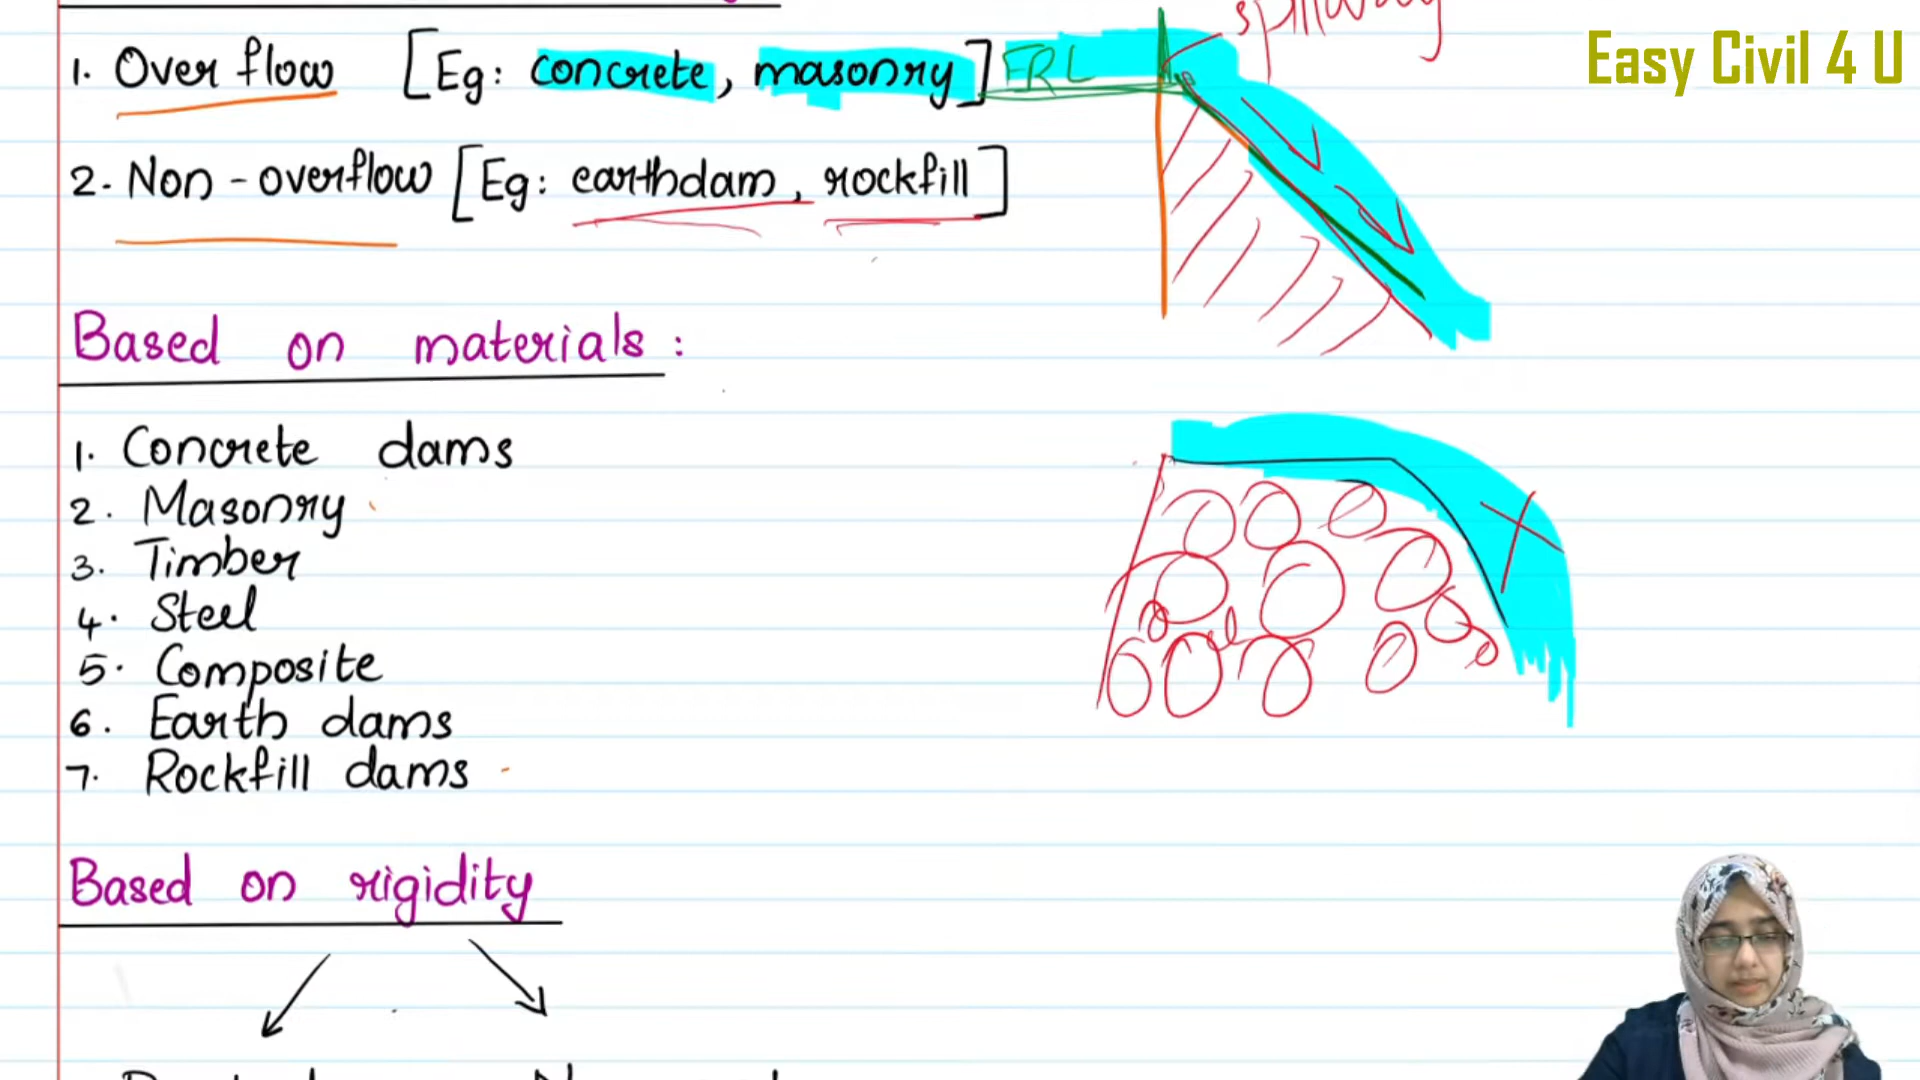 Easy Civil 4 U
spillway
1. Over flow [Eg: concrete, masonry] FRL
2. Non-overflow [Eg: earthdam, rockfill]
Based on materials:
1. Concrete dams
2. Masonry
3. Timber
4. Steel
5. Composite
6. Earth dams
7. Rockfill dams
Based on rigidity